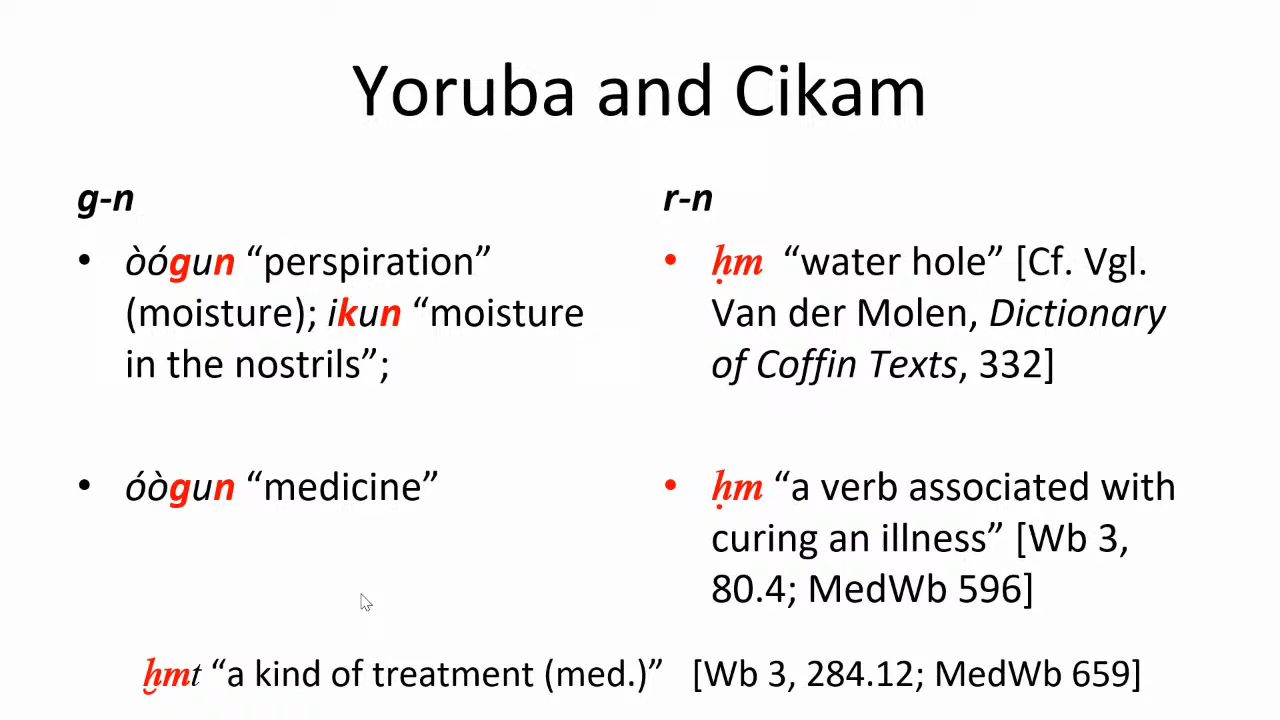 Yoruba and Cikam
g-n
• òógun “perspiration”
(moisture); ikun “moisture
in the nostrils”;
• óògun “medicine”
r-n
• ḥm “water hole” [Cf. Vgl.
Van der Molen, Dictionary
of Coffin Texts, 332]
• ḥm “a verb associated with
curing an illness” [Wb 3,
80.4; MedWb 596]
ḫmt “a kind of treatment (med.)” [Wb 3, 284.12; MedWb 659]